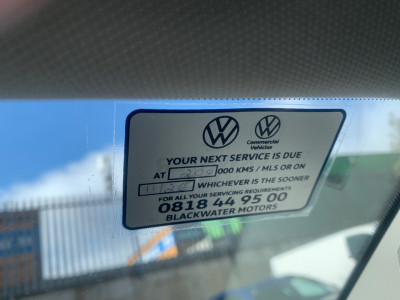 Commercial
Vehicles
YOUR NEXT SERVICE IS DUE
AT 000 KMS / MLS OR ON
WHICHEVER IS THE SOONER
FOR ALL YOUR SERVICING REQUIREMENTS
0818 44 95 00
BLACKWATER MOTORS